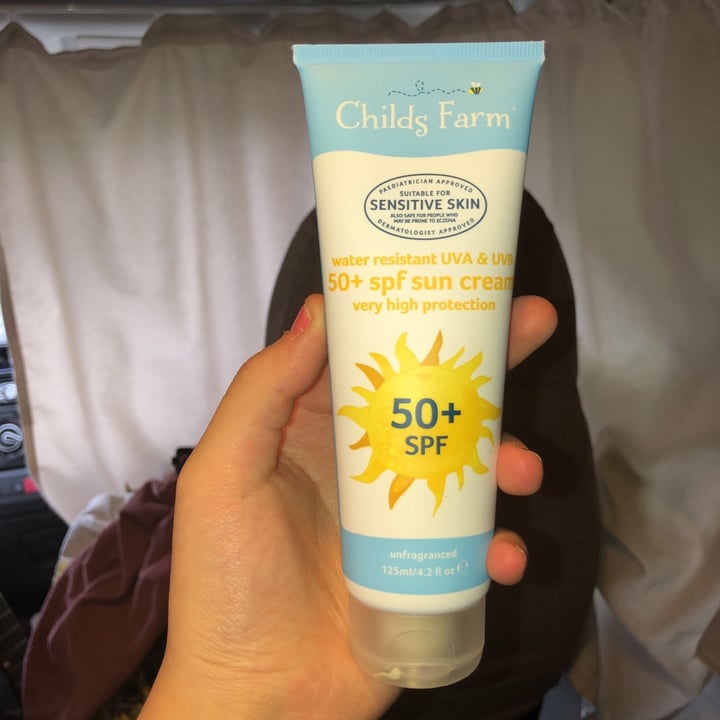 Childs Farm
PAEDIATRICIAN APPROVED
SUITABLE FOR
SENSITIVE SKIN
ALSO SAFE FOR PEOPLE WHO
MAY BE PRONE TO ECZEMA
DERMATOLOGIST APPROVED
water resistant UVA & UVB
50+ spf sun cream
very high protection
50+
SPF
unfragranced
125ml/4.2 fl oz ℮